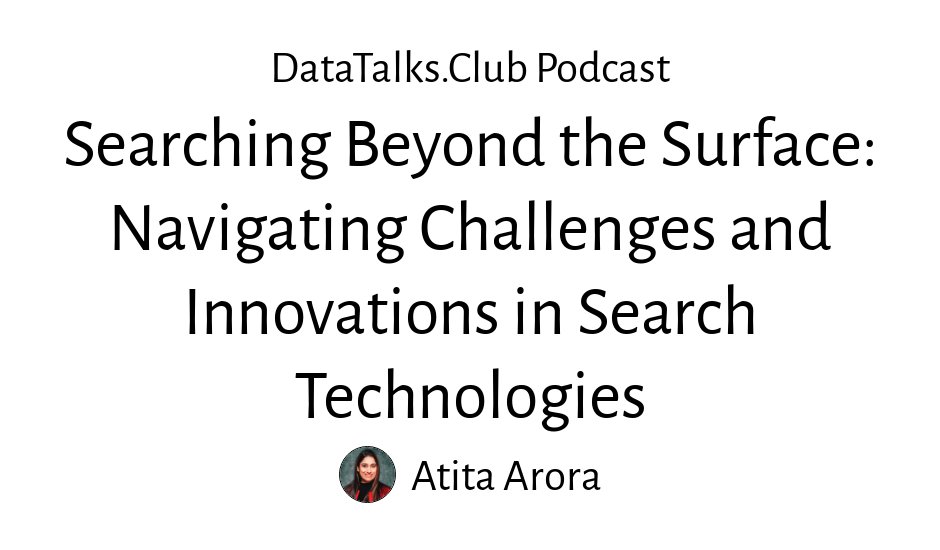 DataTalks.Club Podcast
Searching Beyond the Surface:
Navigating Challenges and
Innovations in Search
Technologies
Atita Arora